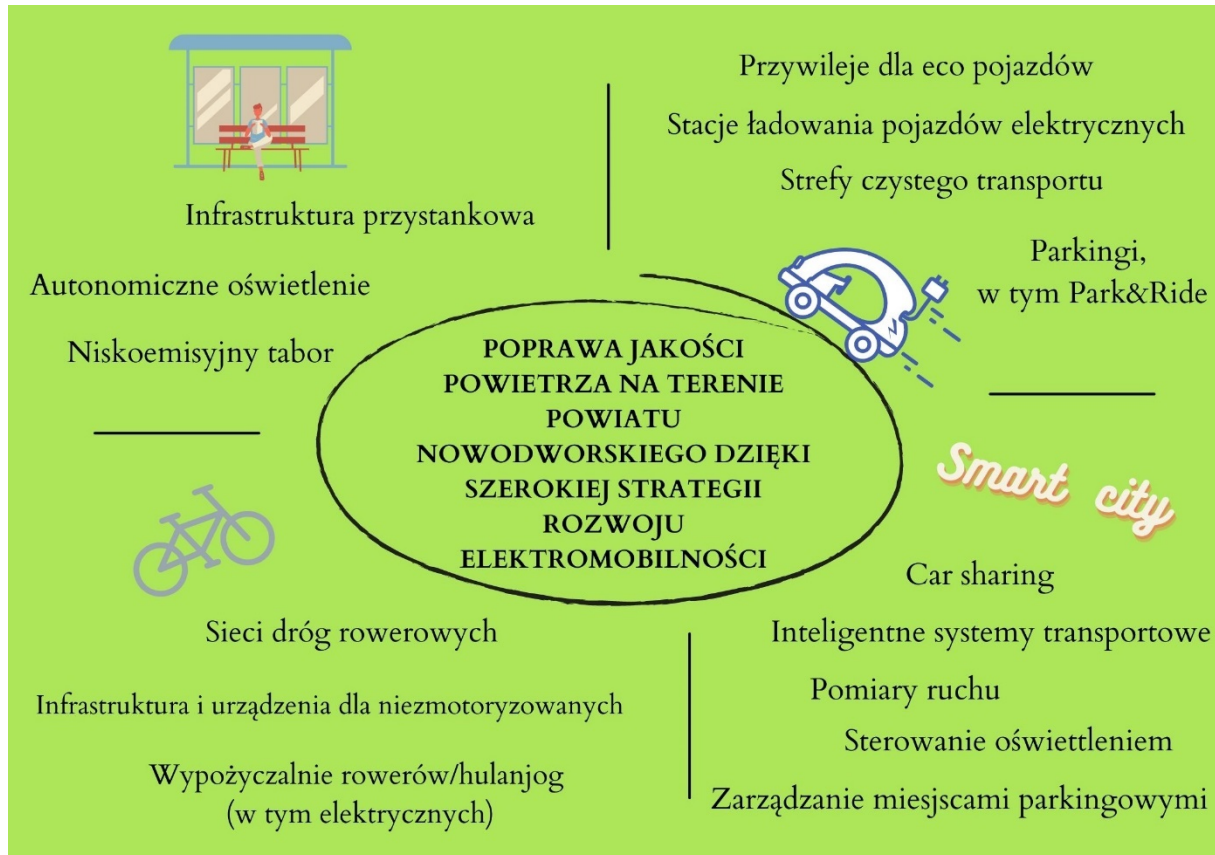 Infrastruktura przystankowa
Autonomiczne oświetlenie
Niskoemisyjny tabor
Przywileje dla eco pojazdów
Stacje ładowania pojazdów elektrycznych
Strefy czystego transportu
Parkingi,
w tym Park&Ride
POPRAWA JAKOŚCI
POWIETRZA NA TERENIE
POWIATU
NOWODWORSKIEGO DZIĘKI
SZEROKIEJ STRATEGII
ROZWOJU
ELEKTROMOBILNOŚCI
Sieci dróg rowerowych
Infrastruktura i urządzenia dla niezmotoryzowanych
Wypożyczalnie rowerów/hulanjog
(w tym elektrycznych)
Smart city
Car sharing
Inteligentne systemy transportowe
Pomiary ruchu
Sterowanie oświettleniem
Zarządzanie miesjscami parkingowymi